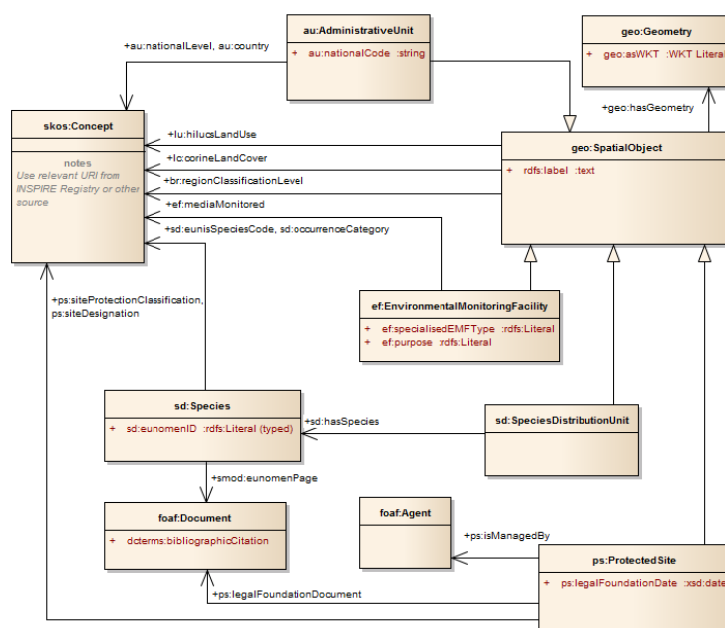 au:AdministrativeUnit
+ au:nationalCode :string
geo:Geometry
+ geo:asWKT :WKT Literal
+au:nationalLevel, au:country
+geo:hasGeometry
skos:Concept
notes
Use relevant URI from
INSPIRE Registry or other
source
+lu:hilucsLandUse
+lc:corineLandCover
+br:regionClassificationLevel
+ef:mediaMonitored
+sd:eunisSpeciesCode, sd:occurrenceCategory
geo:SpatialObject
+ rdfs:label :text
+ps:siteProtectionClassification,
ps:siteDesignation
ef:EnvironmentalMonitoringFacility
+ ef:specialisedEMFType :rdfs:Literal
+ ef:purpose :rdfs:Literal
sd:Species
+ sd:eunomenID :rdfs:Literal (typed)
+sd:hasSpecies
sd:SpeciesDistributionUnit
+smod:eunomenPage
foaf:Document
+ dcterms:bibliographicCitation
foaf:Agent
+ps:isManagedBy
ps:ProtectedSite
+ ps:legalFoundationDate :xsd:date
+ps:legalFoundationDocument